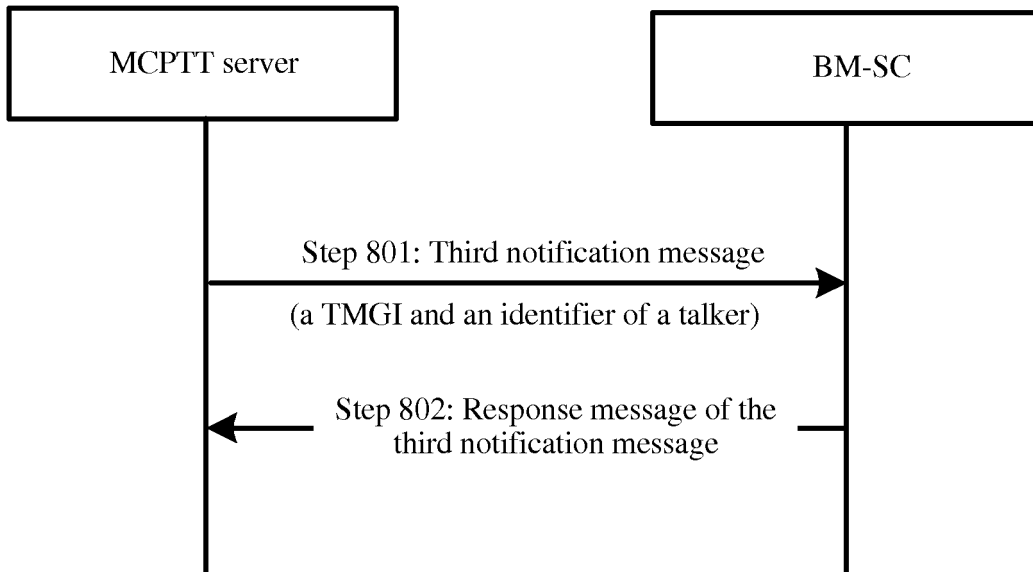 MCPTT server
BM-SC
Step 801: Third notification message
(a TMGI and an identifier of a talker)
Step 802: Response message of the
third notification message